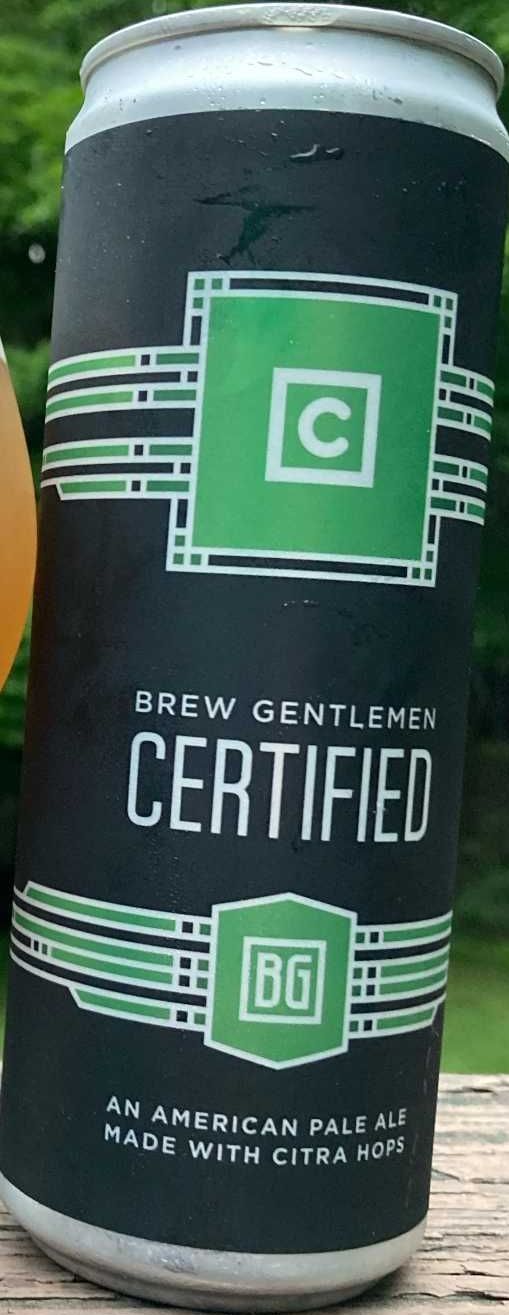 C
BREW GENTLEMEN
CERTIFIED
BG
AN AMERICAN PALE ALE
MADE WITH CITRA HOPS